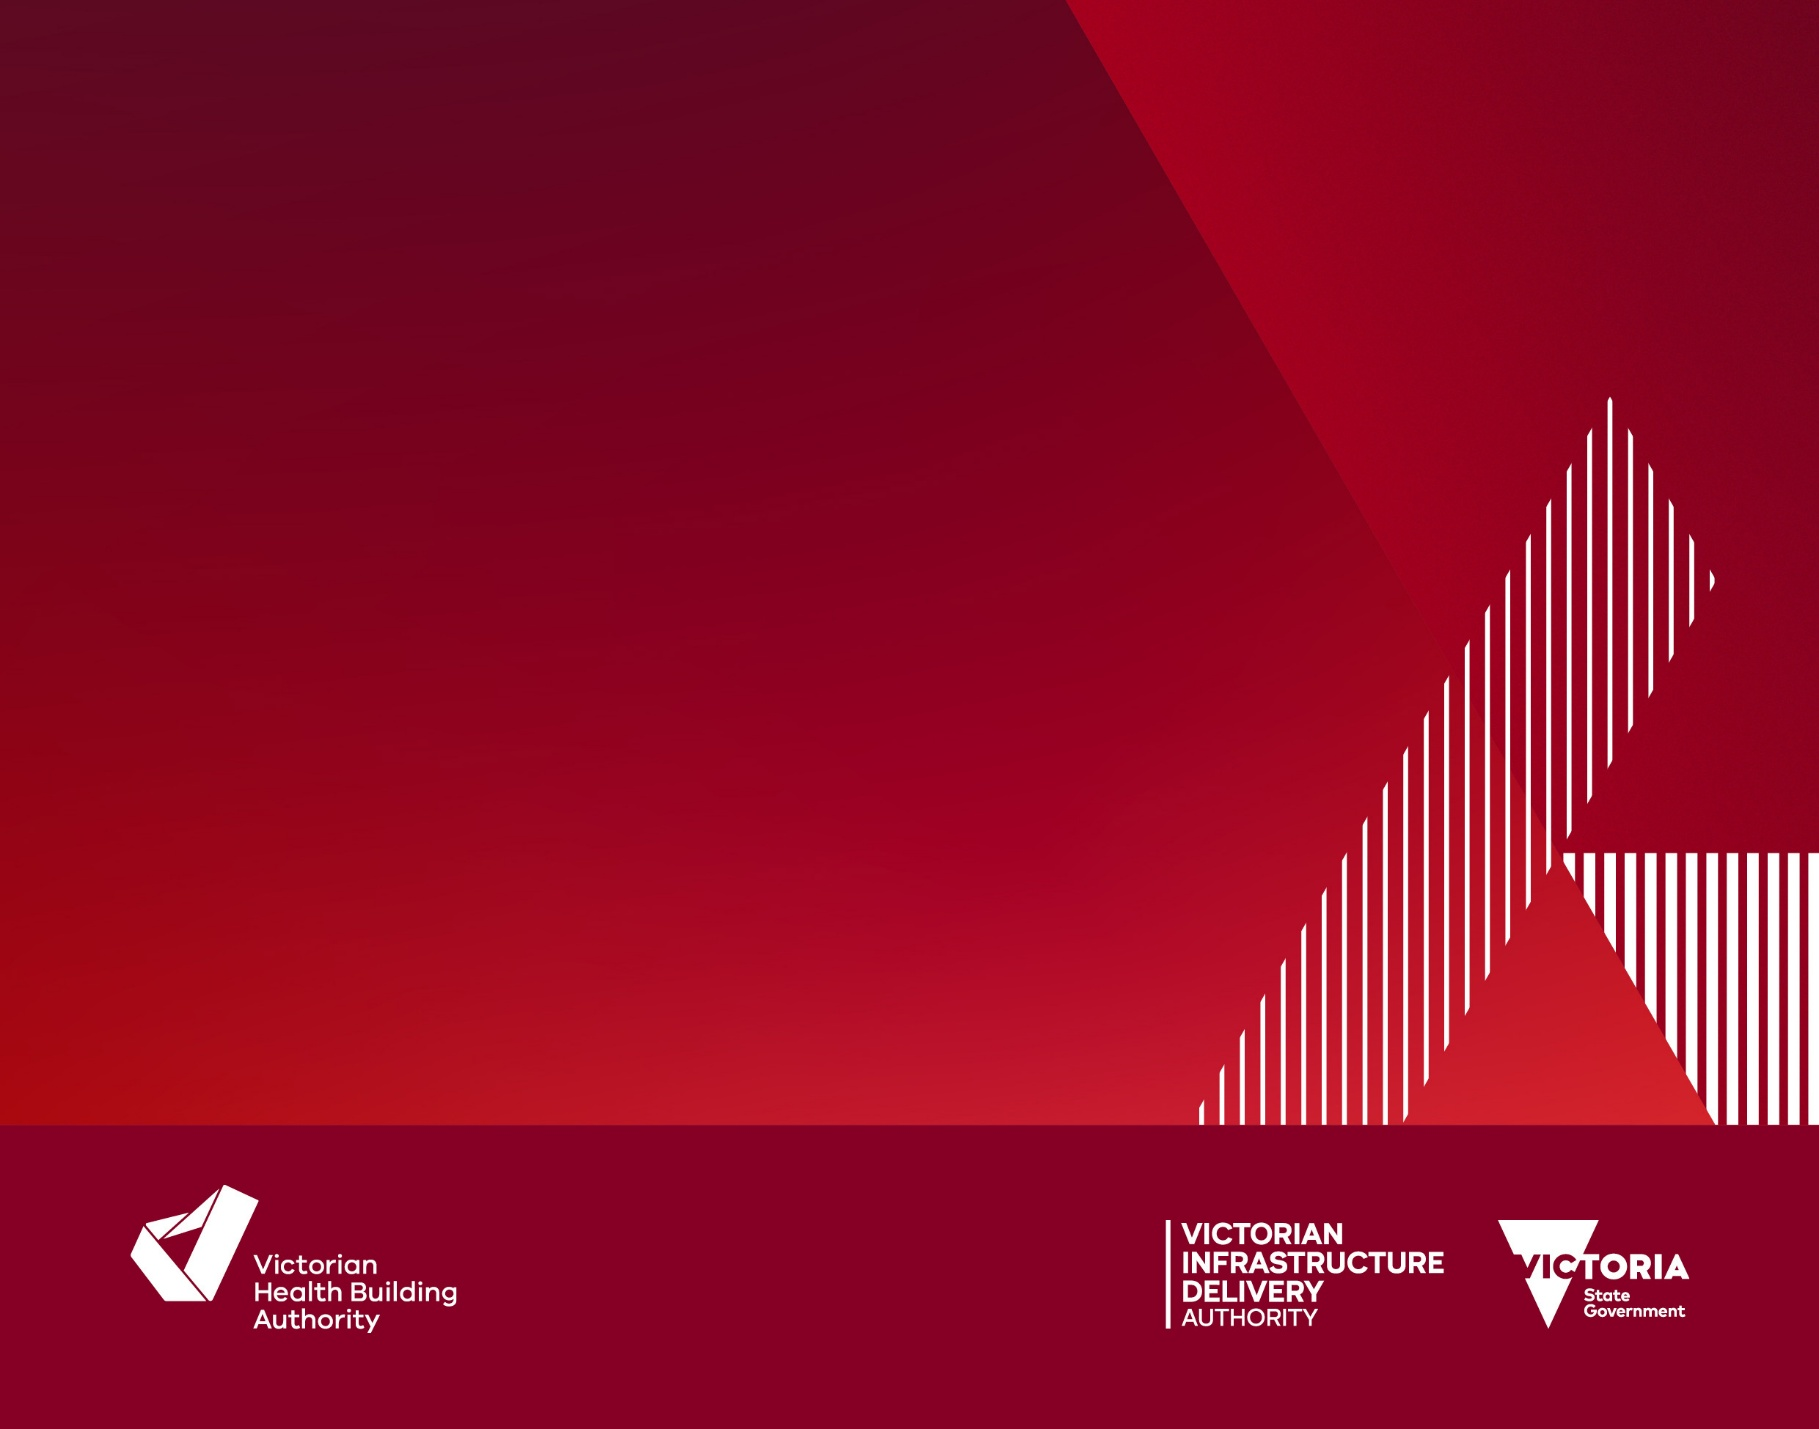 Victorian
Health Building
Authority
VICTORIAN
INFRASTRUCTURE
DELIVERY
AUTHORITY
VICTORIA
State
Government